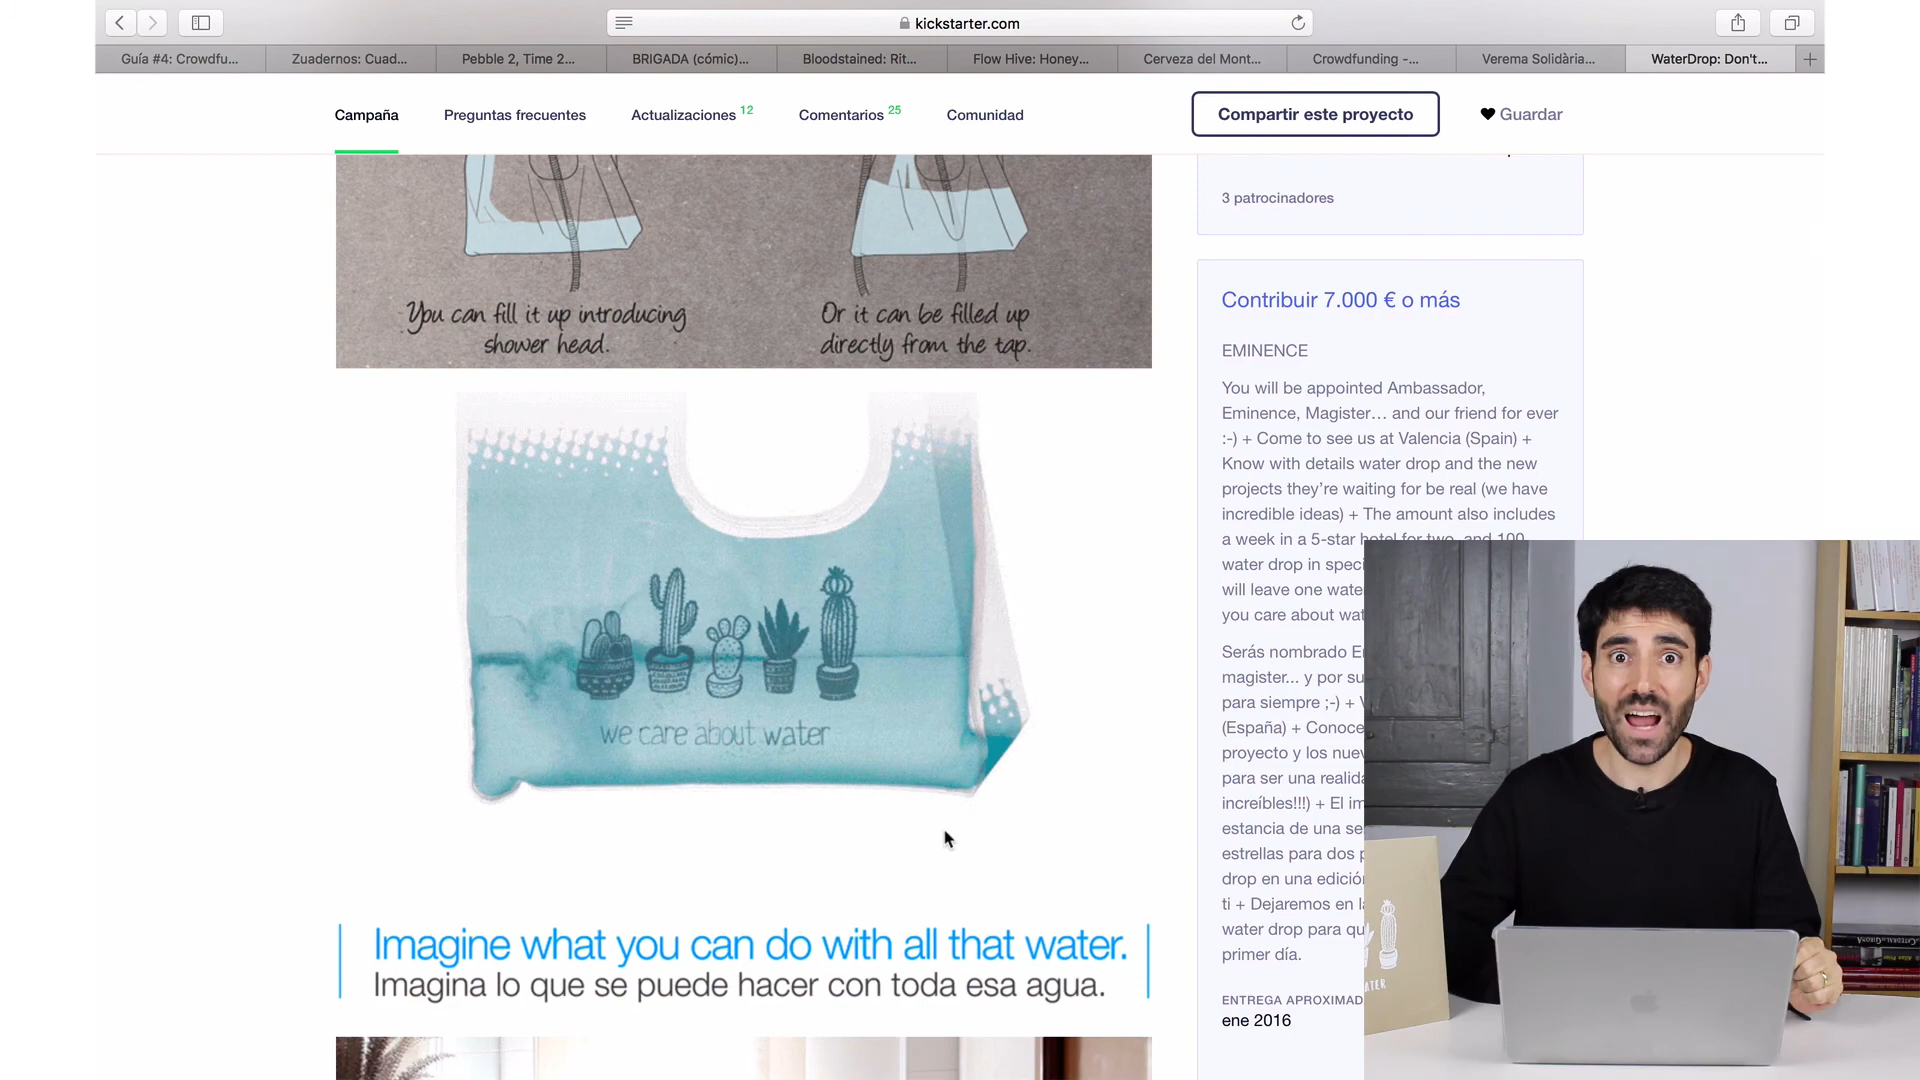 kickstarter.com
Guía #4: Crowdfu...
Zuadernos: Cuad...
Pebble 2, Time 2...
BRIGADA (cómic)...
Bloodstained: Rit...
Flow Hive: Honey...
Cerveza del Mont...
Crowdfunding -...
Verema Solidària...
WaterDrop: Don't...
Campaña
Preguntas frecuentes
Actualizaciones 12
Comentarios 25
Comunidad
Compartir este proyecto
Guardar
You can fill it up introducing
shower head.
Or it can be filled up
directly from the tap.
we care about water
Imagine what you can do with all that water.
Imagina lo que se puede hacer con toda esa agua.
3 patrocinadores
Contribuir 7.000 € o más
EMINENCE
You will be appointed Ambassador,
Eminence, Magister… and our friend for ever
:-) + Come to see us at Valencia (Spain) +
Know with details water drop and the new
projects they’re waiting for be real (we have
incredible ideas) + The amount also includes
a week in a 5-star hotel for two, and 100
water drop in speci
will leave one wate
you care about wat
Serás nombrado E
magister... y por su
para siempre ;-) +
(España) + Conoce
proyecto y los nuev
para ser una realida
increíbles!!!) + El im
estancia de una se
estrellas para dos p
drop en una edició
ti + Dejaremos en l
water drop para qu
primer día.
ENTREGA APROXIMAD
ene 2016
ATER